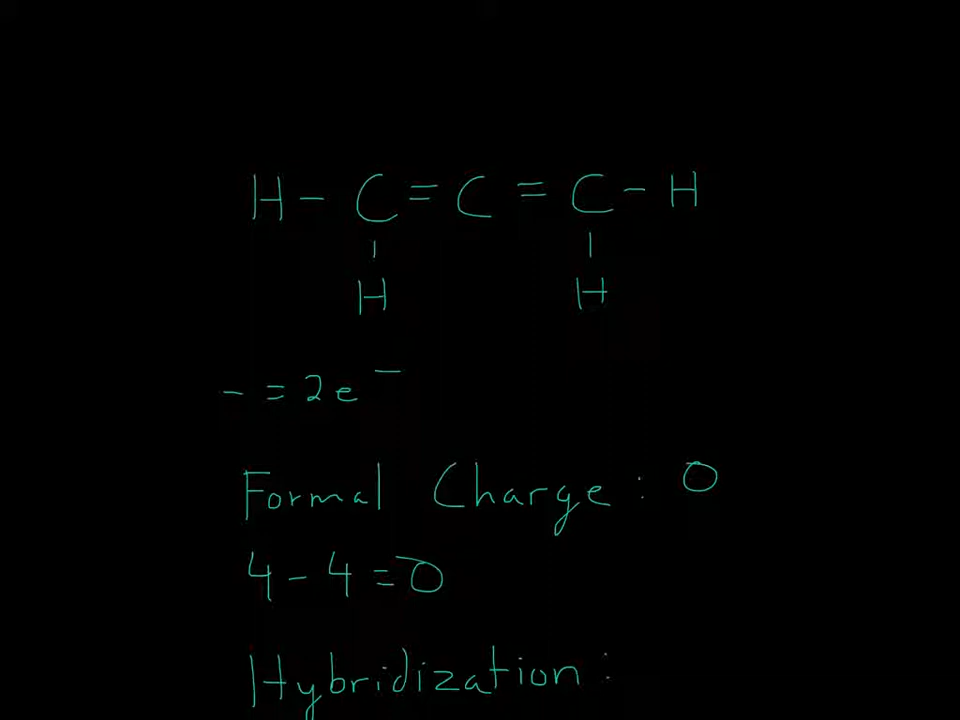 H - C = C = C - H
H H
- = 2e⁻
Formal Charge: 0
4 - 4 = 0
Hybridization: